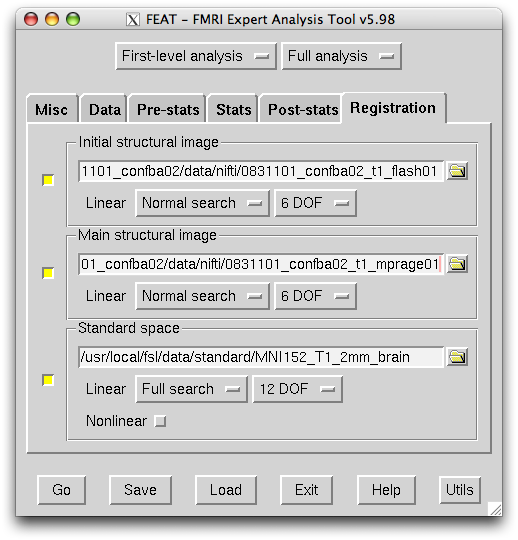 FEAT - FMRI Expert Analysis Tool v5.98
First-level analysis Full analysis
Misc Data Pre-stats Stats Post-stats Registration
Initial structural image
1101_confba02/data/nifti/0831101_confba02_t1_flash01
Linear Normal search 6 DOF
Main structural image
01_confba02/data/nifti/0831101_confba02_t1_mprage01
Linear Normal search 6 DOF
Standard space
/usr/local/fsl/data/standard/MNI152_T1_2mm_brain
Linear Full search 12 DOF
Nonlinear
Go Save Load Exit Help Utils